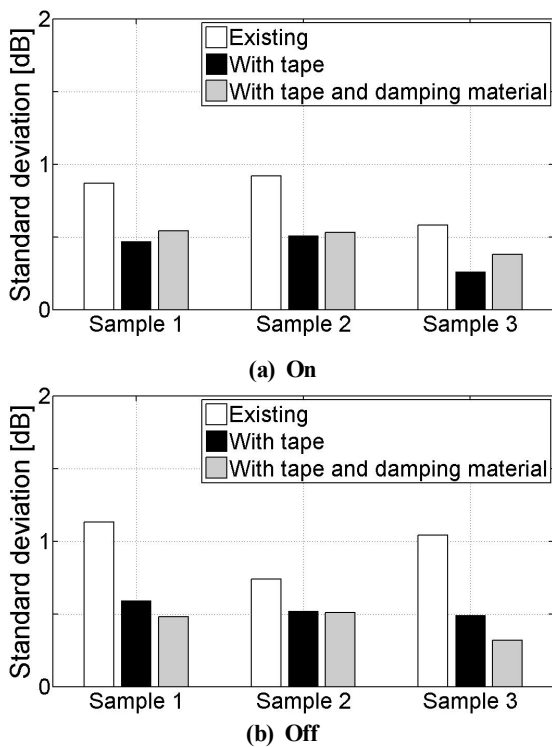 2
Existing
With tape
With tape and damping material
1
0
Standard deviation [dB]
Sample 1 Sample 2 Sample 3
(a) On
2
Existing
With tape
With tape and damping material
1
0
Standard deviation [dB]
Sample 1 Sample 2 Sample 3
(b) Off